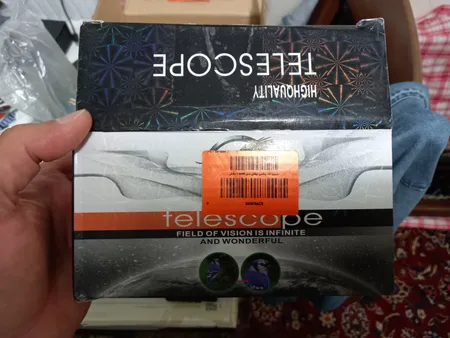 HIGHQUALITY
TELESCOPE
telescope
FIELD OF VISION IS INFINITE
AND WONDERFUL